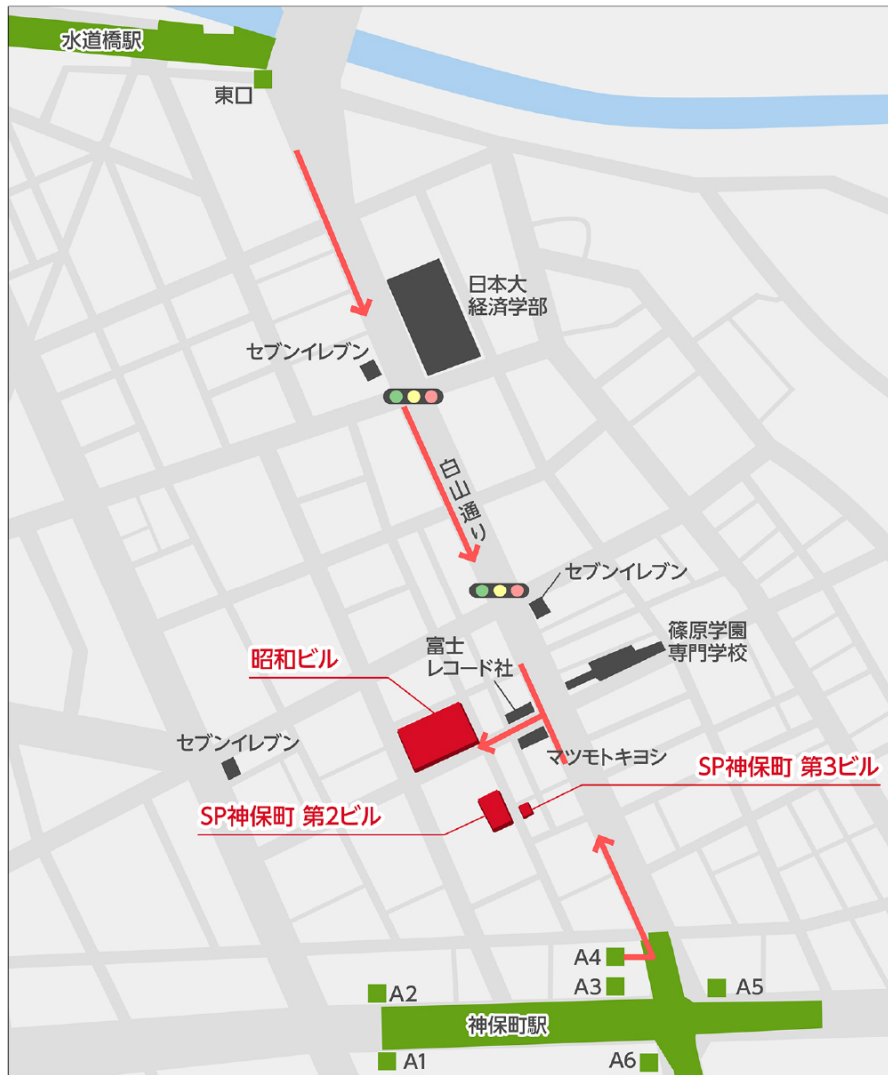 水道橋駅
東口
日本大
経済学部
セブンイレブン
白山通り
セブンイレブン
篠原学園
専門学校
富士
レコード社
昭和ビル
セブンイレブン
マツモトキヨシ
SP神保町 第3ビル
SP神保町 第2ビル
A4
A3
A5
A2
神保町駅
A1
A6